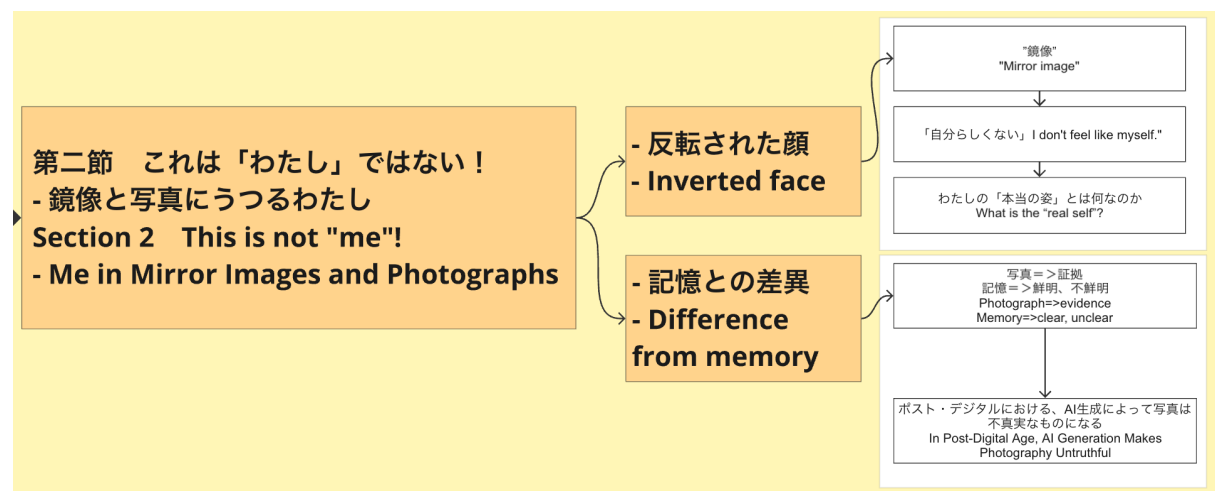 第二節　これは「わたし」ではない！
- 鏡像と写真にうつるわたし
Section 2　This is not "me"!
- Me in Mirror Images and Photographs
- 反転された顔
- Inverted face
"鏡像"
"Mirror image"
「自分らしくない」I don't feel like myself."
わたしの「本当の姿」とは何なのか
What is the “real self”?
- 記憶との差異
- Difference
from memory
写真＝＞証拠
記憶＝＞鮮明、不鮮明
Photograph=>evidence
Memory=>clear, unclear
ポスト・デジタルにおける、AI生成によって写真は
不真実なものになる
In Post-Digital Age, AI Generation Makes
Photography Untruthful